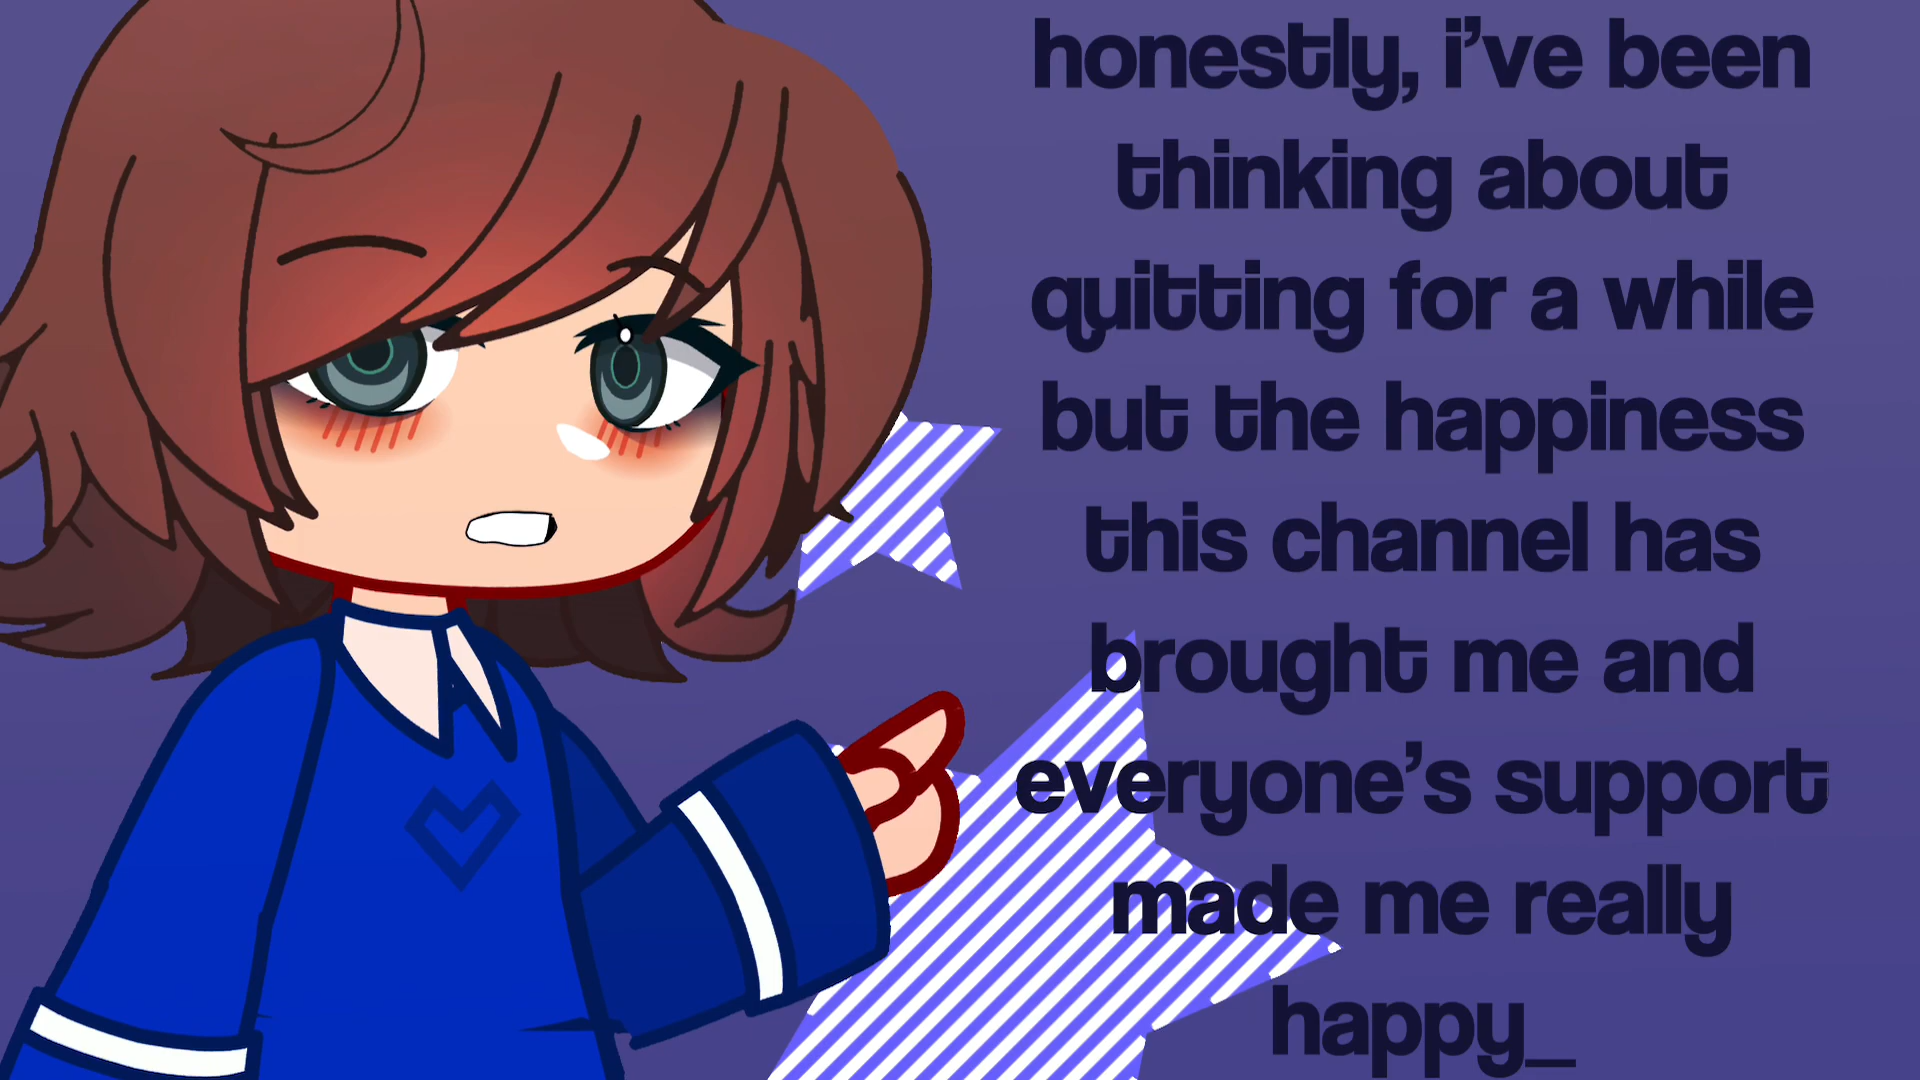 honestly, i've been
thinking about
quitting for a while
but the happiness
this channel has
brought me and
everyone's support
made me really
happy_